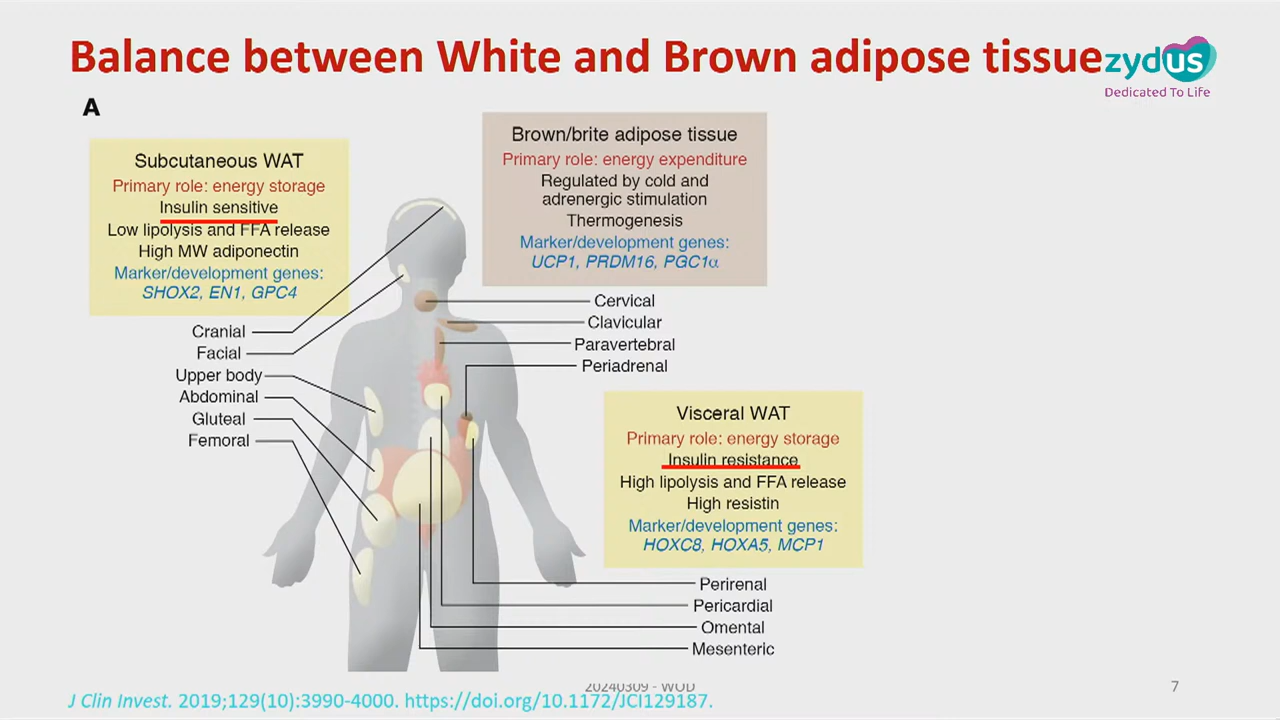 Balance between White and Brown adipose tissue
zydus
Dedicated To Life
A
Subcutaneous WAT
Primary role: energy storage
Insulin sensitive
Low lipolysis and FFA release
High MW adiponectin
Marker/development genes:
SHOX2, EN1, GPC4
Brown/brite adipose tissue
Primary role: energy expenditure
Regulated by cold and
adrenergic stimulation
Thermogenesis
Marker/development genes:
UCP1, PRDM16, PGC1α
Cranial
Facial
Upper body
Abdominal
Gluteal
Femoral
Cervical
Clavicular
Paravertebral
Periadrenal
Visceral WAT
Primary role: energy storage
Insulin resistance
High lipolysis and FFA release
High resistin
Marker/development genes:
HOXC8, HOXA5, MCP1
Perirenal
Pericardial
Omental
Mesenteric
20240309 - WOD
7
J Clin Invest. 2019;129(10):3990-4000. https://doi.org/10.1172/JCI129187.